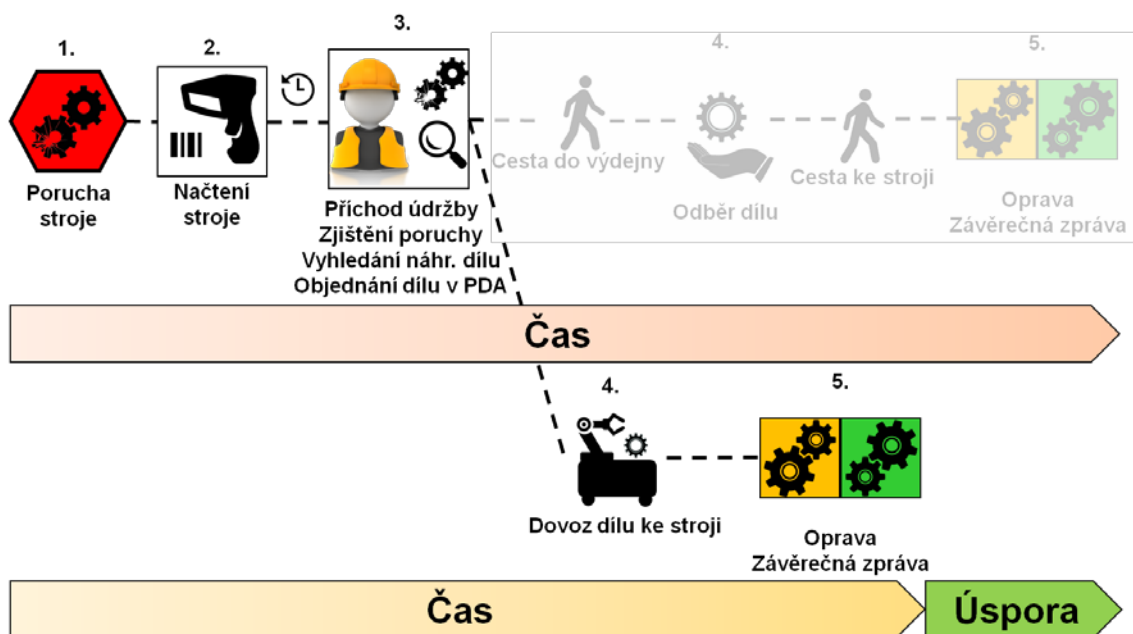 1.
Porucha
stroje
2.
Načtení
stroje
3.
Příchod údržby
Zjištění poruchy
Vyhledání náhr. dílu
Objednání dílu v PDA
4.
Cesta do výdejny
Odběr dílu
Cesta ke stroji
5.
Oprava
Závěrečná zpráva
Čas
4.
Dovoz dílu ke stroji
5.
Oprava
Závěrečná zpráva
Čas
Úspora